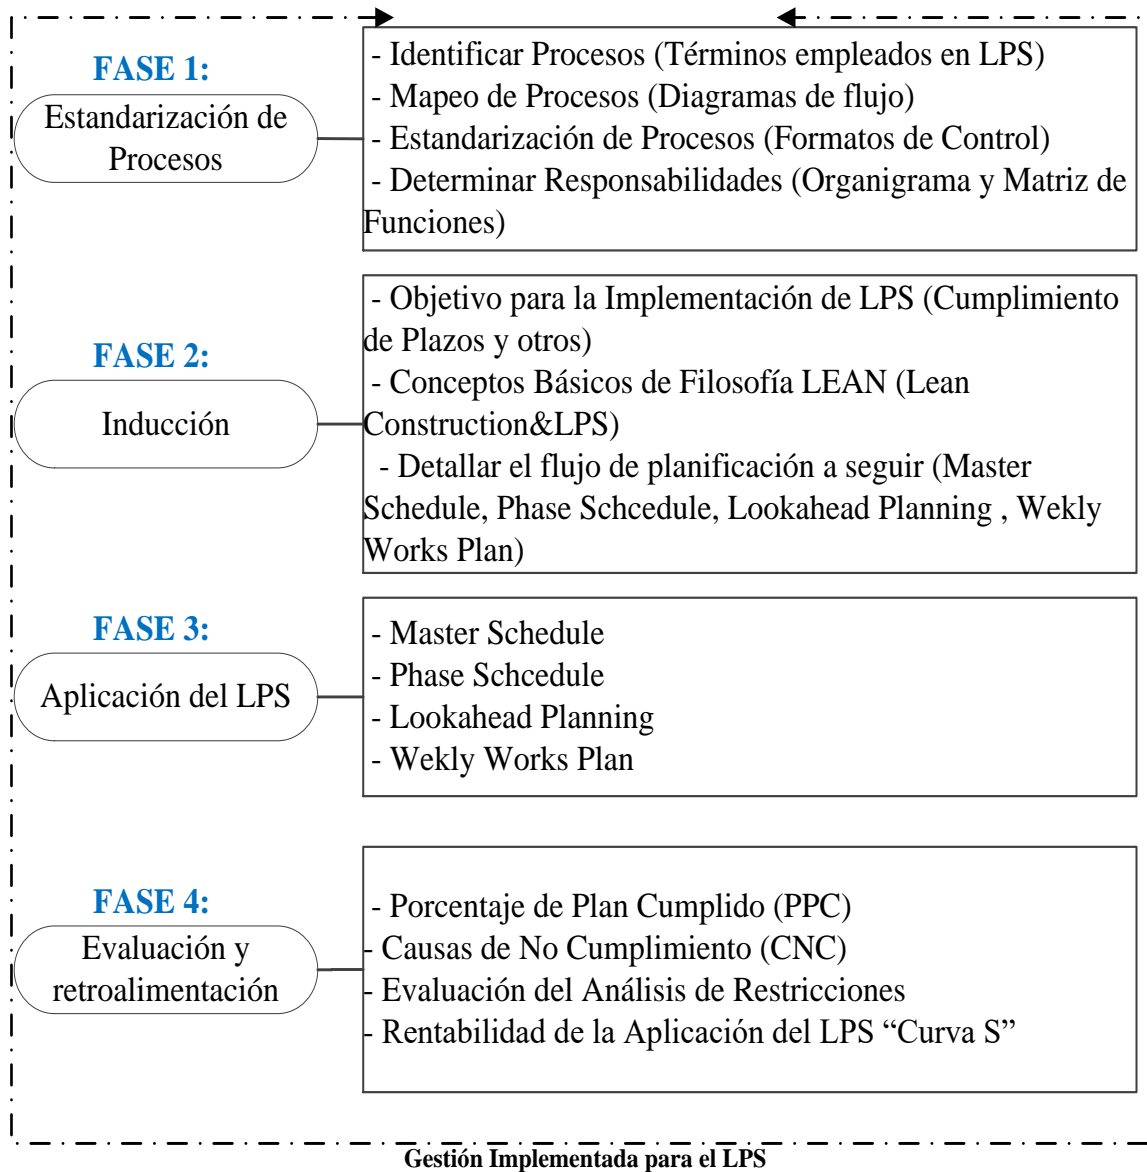 FASE 1:
Estandarización de
Procesos
- Identificar Procesos (Términos empleados en LPS)
- Mapeo de Procesos (Diagramas de flujo)
- Estandarización de Procesos (Formatos de Control)
- Determinar Responsabilidades (Organigrama y Matriz de
Funciones)
FASE 2:
Inducción
- Objetivo para la Implementación de LPS (Cumplimiento
de Plazos y otros)
- Conceptos Básicos de Filosofía LEAN (Lean
Construction&LPS)
- Detallar el flujo de planificación a seguir (Master
Schedule, Phase Schcedule, Lookahead Planning , Wekly
Works Plan)
FASE 3:
Aplicación del LPS
- Master Schedule
- Phase Schcedule
- Lookahead Planning
- Wekly Works Plan
FASE 4:
Evaluación y
retroalimentación
- Porcentaje de Plan Cumplido (PPC)
- Causas de No Cumplimiento (CNC)
- Evaluación del Análisis de Restricciones
- Rentabilidad de la Aplicación del LPS “Curva S”
Gestión Implementada para el LPS